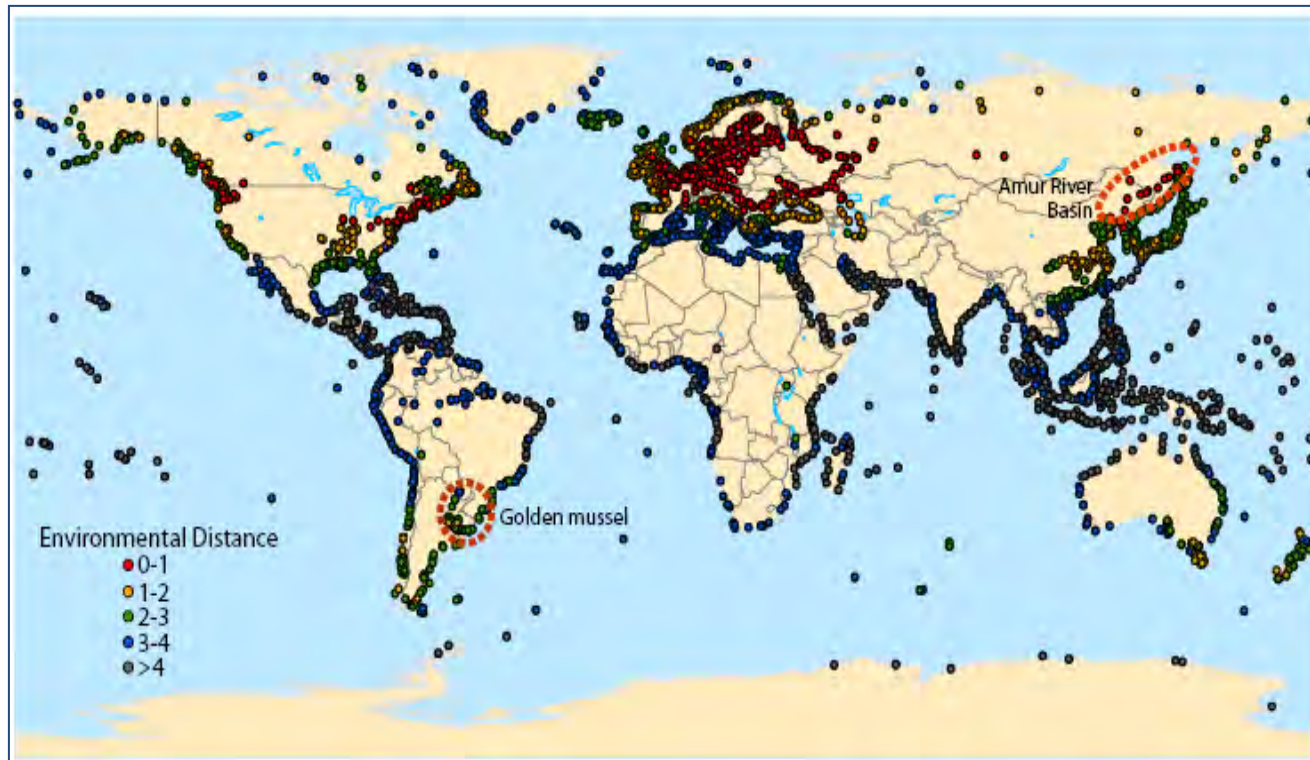 Amur River
Basin
Golden mussel
Environmental Distance
0-1
1-2
2-3
3-4
>4